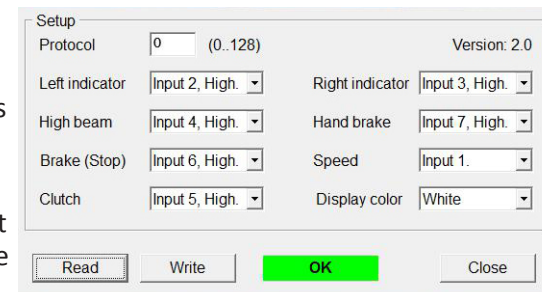 Setup
Protocol 0 (0..128) Version: 2.0
Left indicator Input 2, High. Right indicator Input 3, High.
High beam Input 4, High. Hand brake Input 7, High.
Brake (Stop) Input 6, High. Speed Input 1.
Clutch Input 5, High. Display color White
Read Write OK Close